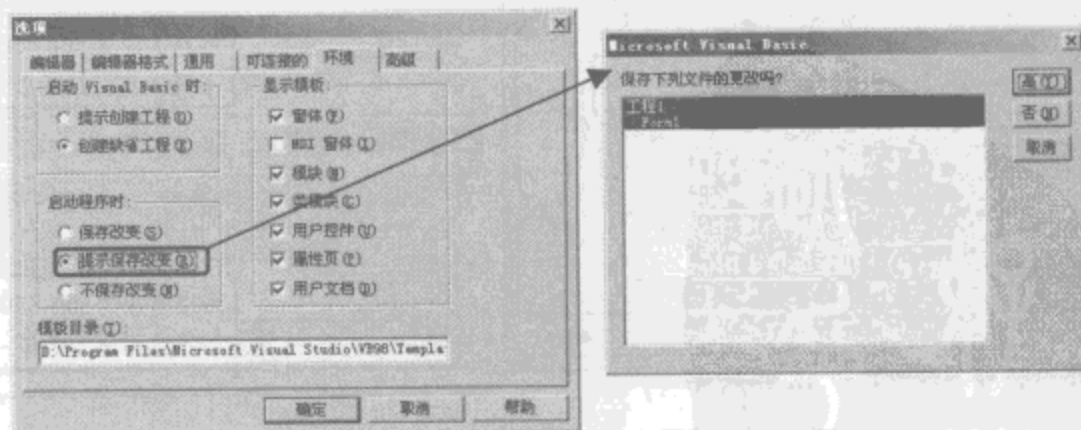 选项
编辑器 编辑器格式 通用 可连接的 环境 高级
启动 Visual Basic 时:
提示创建工程(P)
创建缺省工程(E)
启动程序时:
保存改变(S)
提示保存改变(R)
不保存改变(N)
显示模板:
窗体(F)
MDI 窗体(I)
模块(M)
类模块(C)
用户控件(U)
属性页(P)
用户文档(D)
模板目录(T):
D:\Program Files\Microsoft Visual Studio\VB98\Templa
确定 取消 帮助
Microsoft Visual Basic
保存下列文件的更改吗?
工程1
Form1
是(Y)
否(N)
取消